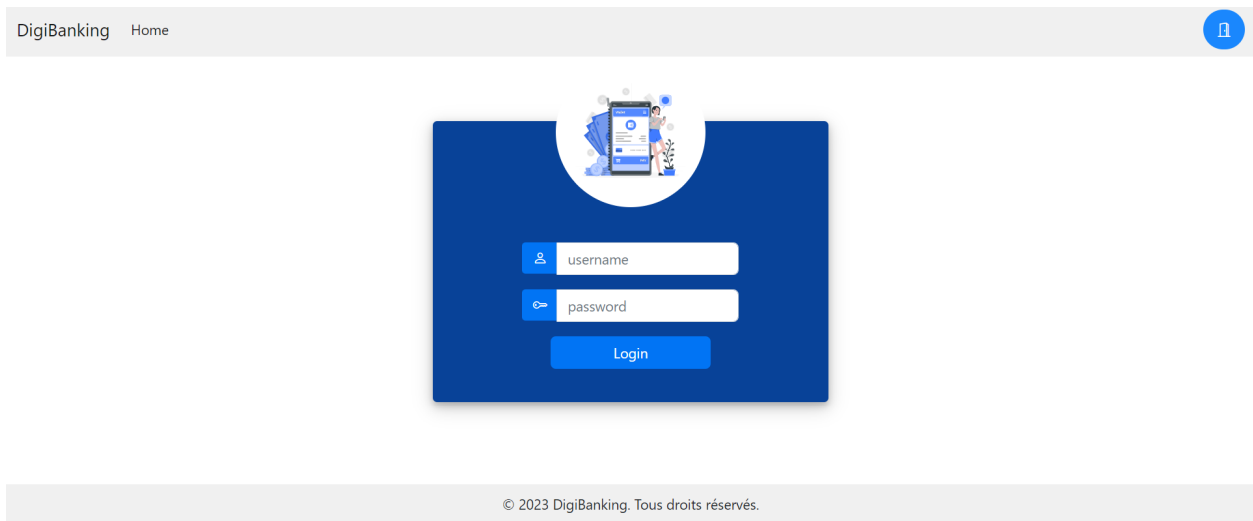 DigiBanking Home
username
password
Login
© 2023 DigiBanking. Tous droits réservés.